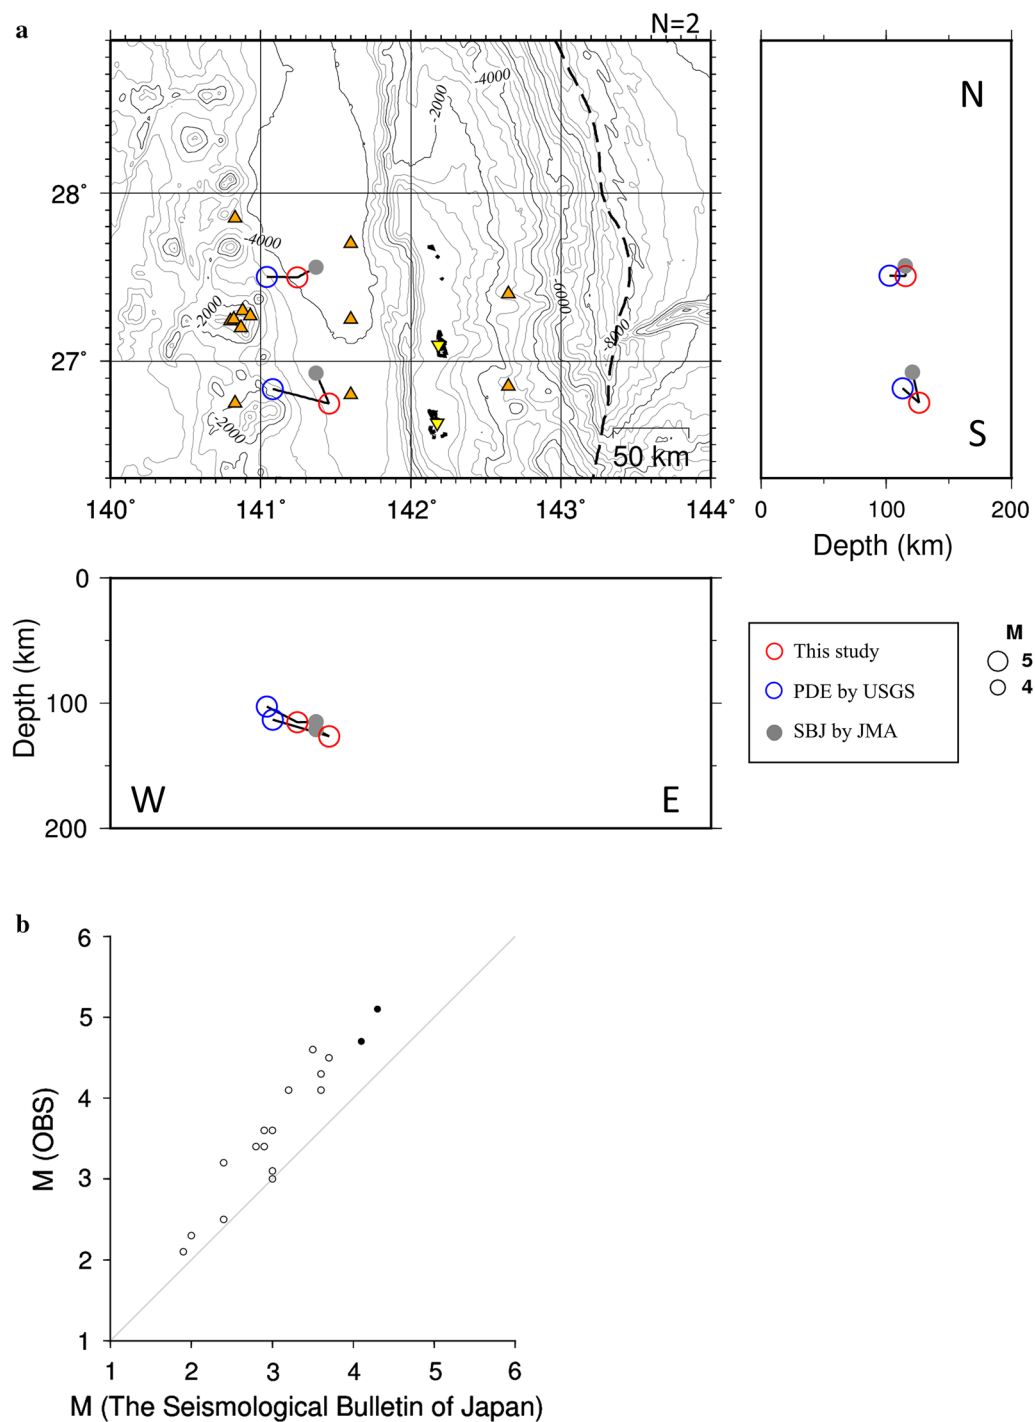 a
N=2
-4000
-2000
N
28°
-4000
-2000
-6000
-8000
27°
-2000
S
50 km
140° 141° 142° 143° 144°
0 100 200
Depth (km)
0
100
200
Depth (km)
W E
This study
PDE by USGS
SBJ by JMA
M
5
4
b
6
5
4
3
2
1
M (OBS)
1 2 3 4 5 6
M (The Seismological Bulletin of Japan)